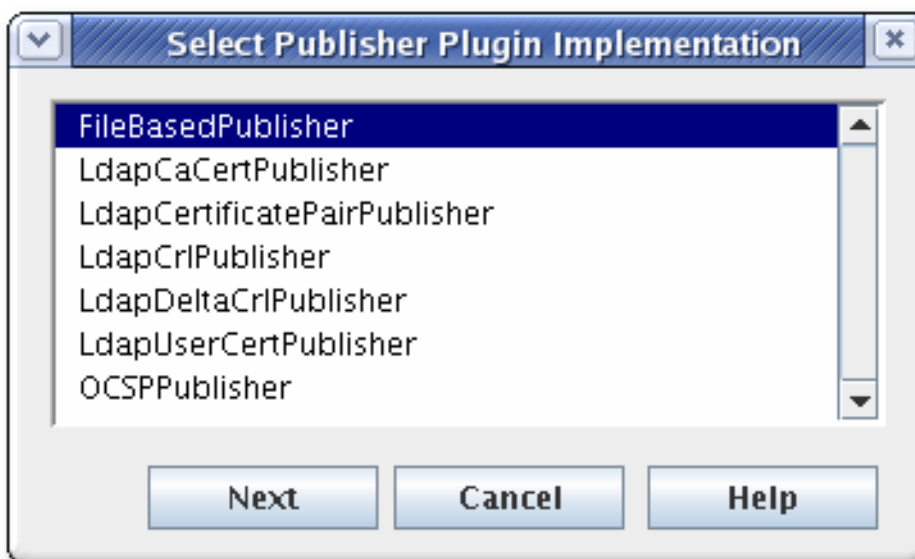 Select Publisher Plugin Implementation
FileBasedPublisher
LdapCaCertPublisher
LdapCertificatePairPublisher
LdapCrlPublisher
LdapDeltaCrlPublisher
LdapUserCertPublisher
OCSPPublisher
Next Cancel Help